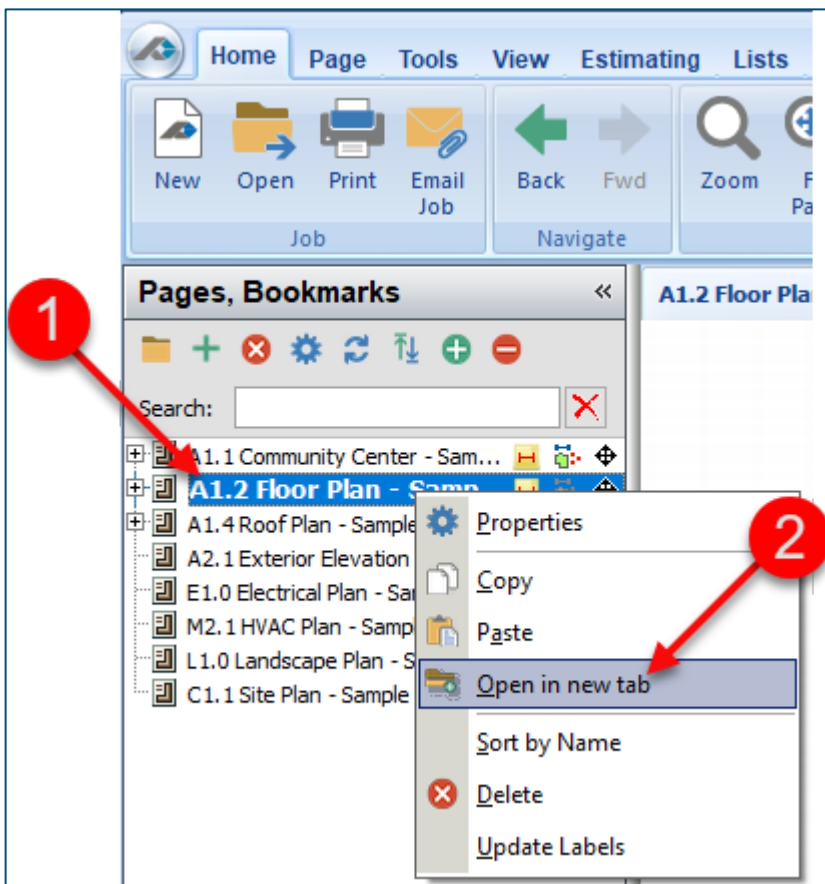 Home Page Tools View Estimating Lists
New Open Print Email Job Back Fwd Zoom
Job Navigate
Pages, Bookmarks «
A1.2 Floor Pla
1
Search:
A1.1 Community Center - Sam...
A1.2 Floor Plan - Samp...
A1.4 Roof Plan - Sample
A2.1 Exterior Elevation
E1.0 Electrical Plan - Sa
M2.1 HVAC Plan - Samp
L1.0 Landscape Plan - S
C1.1 Site Plan - Sample
Properties
2
Copy
Paste
Open in new tab
Sort by Name
Delete
Update Labels